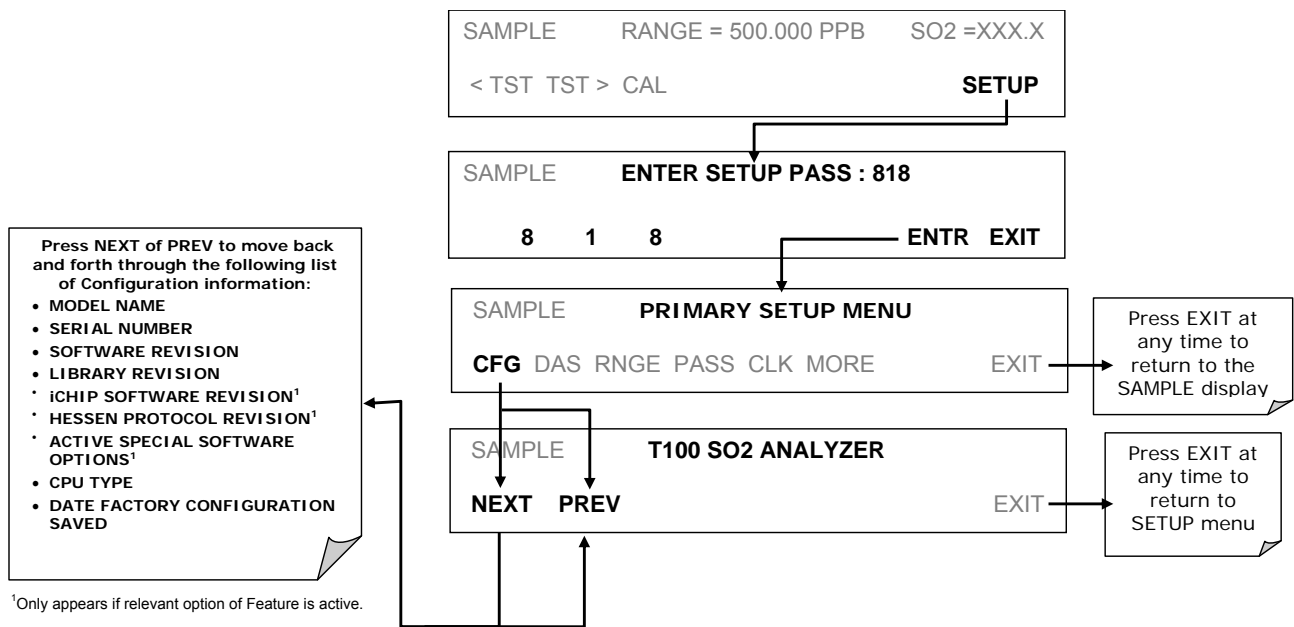 SAMPLE RANGE = 500.000 PPB SO2 =XXX.X
< TST TST > CAL SETUP
SAMPLE ENTER SETUP PASS : 818
8 1 8 ENTR EXIT
SAMPLE PRIMARY SETUP MENU
CFG DAS RNGE PASS CLK MORE EXIT
Press EXIT at
any time to
return to the
SAMPLE display
SAMPLE T100 SO2 ANALYZER
NEXT PREV EXIT
Press EXIT at
any time to
return to
SETUP menu
Press NEXT of PREV to move back
and forth through the following list
of Configuration information:
• MODEL NAME
• SERIAL NUMBER
• SOFTWARE REVISION
• LIBRARY REVISION
• iCHIP SOFTWARE REVISION¹
• HESSEN PROTOCOL REVISION¹
• ACTIVE SPECIAL SOFTWARE
OPTIONS¹
• CPU TYPE
• DATE FACTORY CONFIGURATION
SAVED
¹Only appears if relevant option of Feature is active.